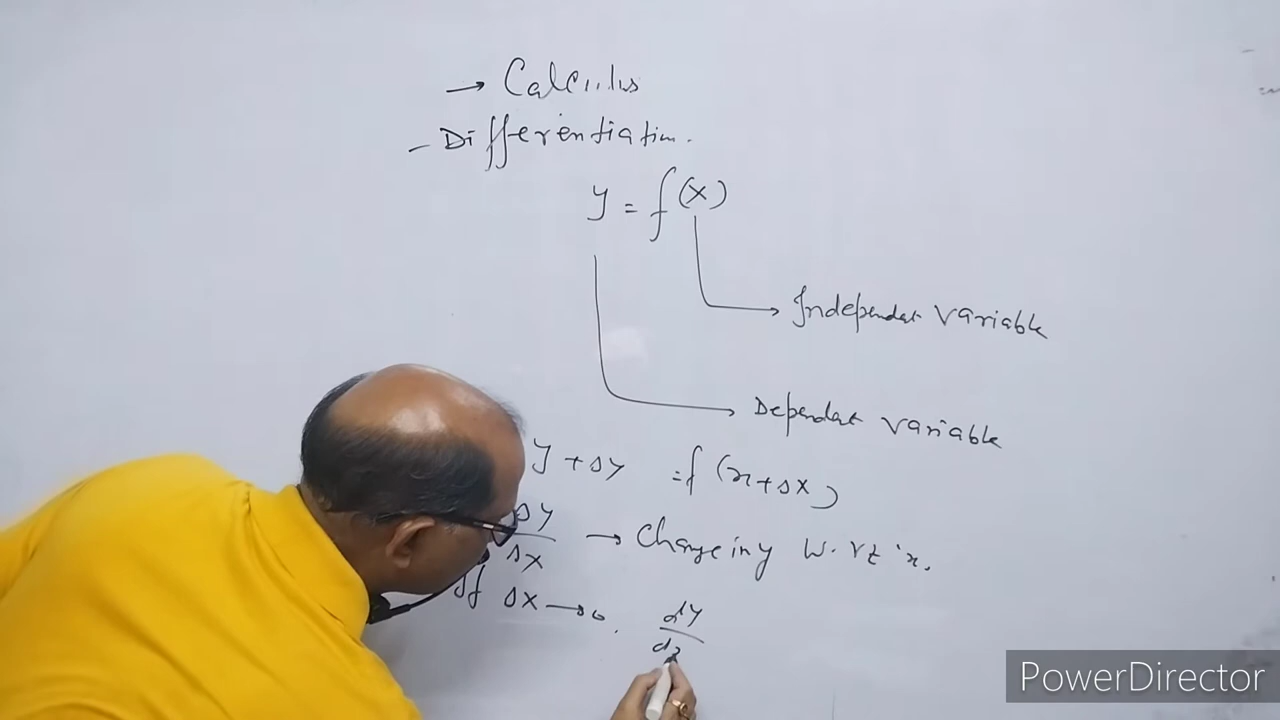 → Calculus
- Differentiation.
y = f(x)
Independent variable
Dependent variable
y + Δy = f(x + Δx)
Δy/Δx → Change in y w.r.t 'x.
If Δx → 0. dy/dx
PowerDirector